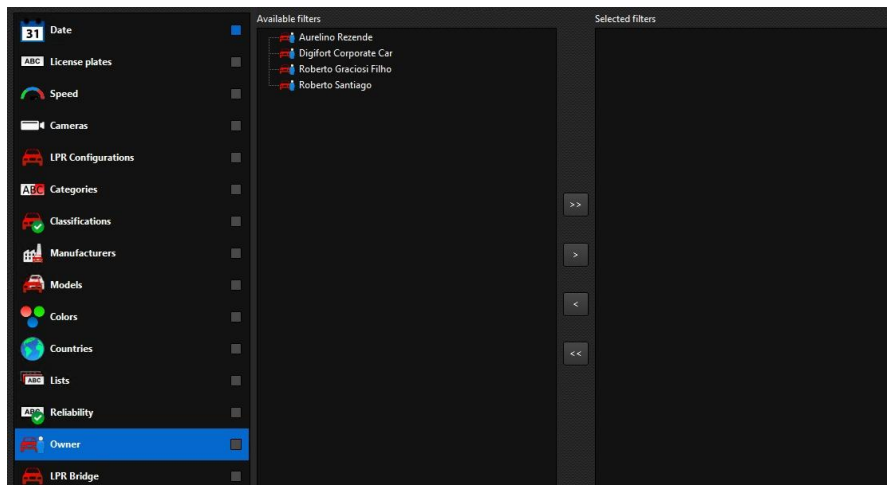 Available filters
Selected filters
31 Date
ABC License plates
Speed
Cameras
LPR Configurations
ABC Categories
Classifications
Manufacturers
Models
Colors
Countries
ABC Lists
ABC Reliability
Owner
LPR Bridge
Aurelino Rezende
Digifort Corporate Car
Roberto Graciosi Filho
Roberto Santiago
>>
>
<
<<